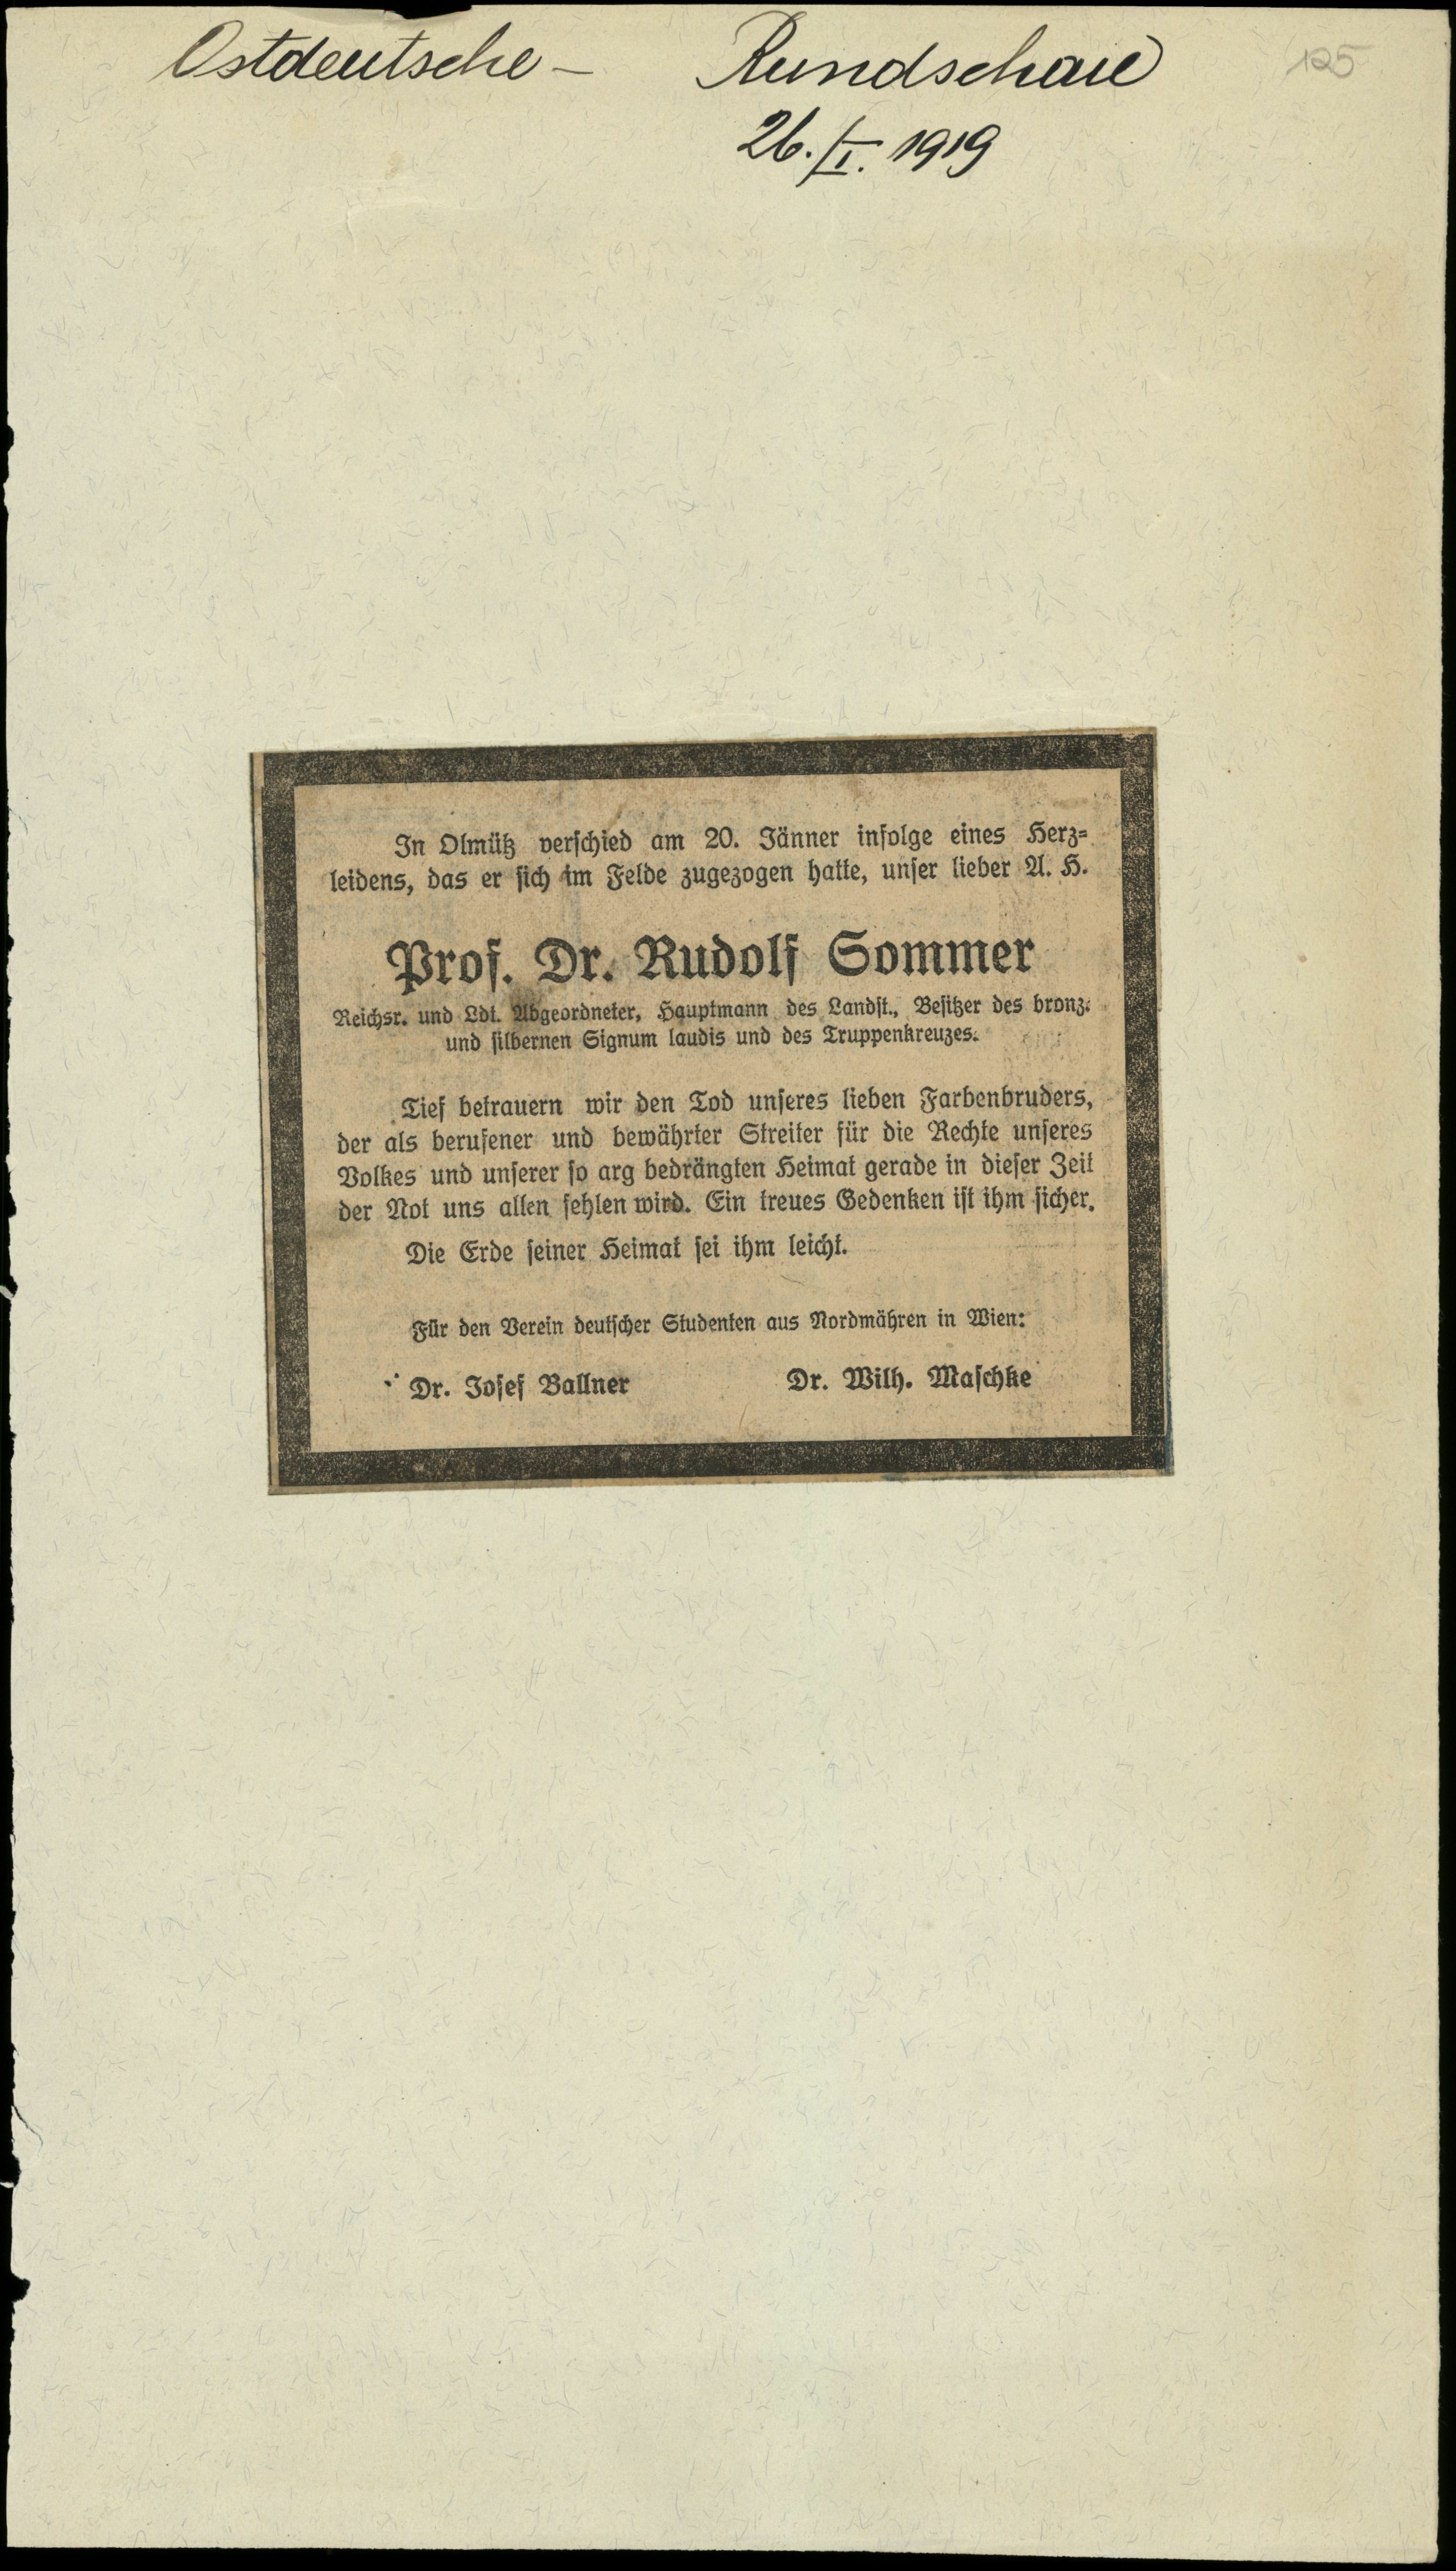 Ostdeutsche – Rundschau
125
26./I. 1919
In Olmütz verschied am 20. Jänner infolge eines Herz-
leidens, das er sich im Felde zugezogen hatte, unser lieber A. H.
Prof. Dr. Rudolf Sommer
Reichsr. und Ldt. Abgeordneter, Hauptmann des Landst., Besitzer des bronz.
und silbernen Signum laudis und des Truppenkreuzes.
Tief betrauern wir den Tod unseres lieben Farbenbruders,
der als berufener und bewährter Streiter für die Rechte unseres
Volkes und unserer so arg bedrängten Heimat gerade in dieser Zeit
der Not uns allen fehlen wird. Ein treues Gedenken ist ihm sicher.
Die Erde seiner Heimat sei ihm leicht.
Für den Verein deutscher Studenten aus Nordmähren in Wien:
Dr. Josef Ballner Dr. Wilh. Maschke